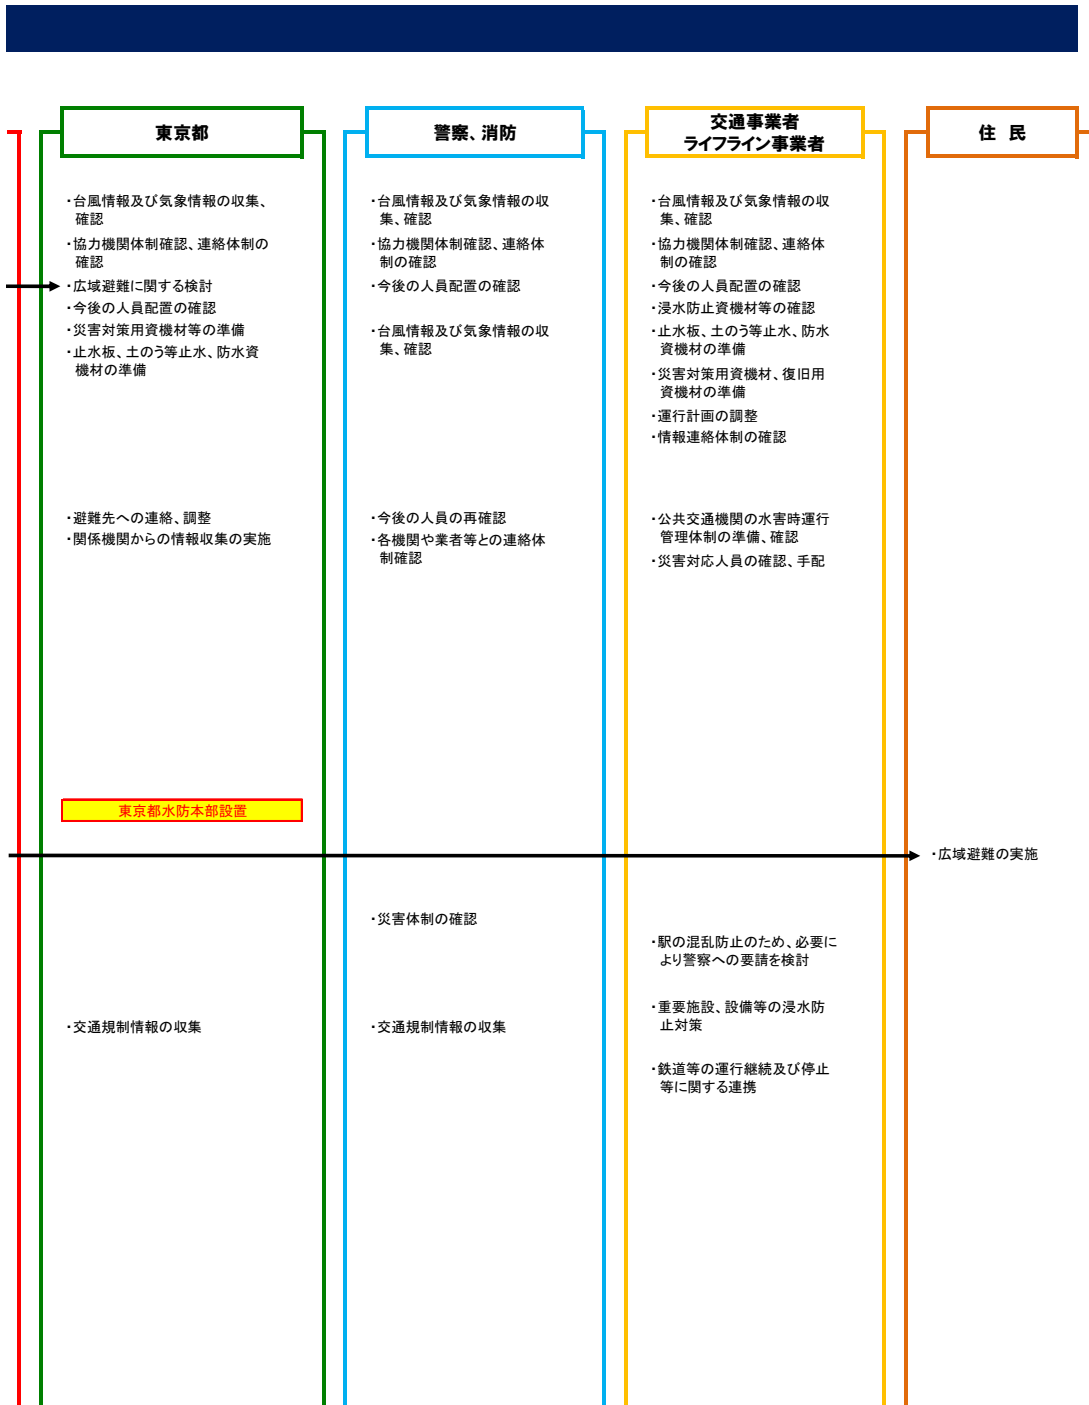 東京都
・台風情報及び気象情報の収集、
確認
・協力機関体制確認、連絡体制の
確認
・広域避難に関する検討
・今後の人員配置の確認
・災害対策用資機材等の準備
・止水板、土のう等止水、防水資
機材の準備
・避難先への連絡、調整
・関係機関からの情報収集の実施
東京都水防本部設置
・交通規制情報の収集
警察、消防
・台風情報及び気象情報の収
集、確認
・協力機関体制確認、連絡体
制の確認
・今後の人員配置の確認
・台風情報及び気象情報の収
集、確認
・今後の人員の再確認
・各機関や業者等との連絡体
制確認
・災害体制の確認
・交通規制情報の収集
交通事業者
ライフライン事業者
・台風情報及び気象情報の収
集、確認
・協力機関体制確認、連絡体
制の確認
・今後の人員配置の確認
・浸水防止資機材等の確認
・止水板、土のう等止水、防水
資機材の準備
・災害対策用資機材、復旧用
資機材の準備
・運行計画の調整
・情報連絡体制の確認
・公共交通機関の水害時運行
管理体制の準備、確認
・災害対応人員の確認、手配
・駅の混乱防止のため、必要に
より警察への要請を検討
・重要施設、設備等の浸水防
止対策
・鉄道等の運行継続及び停止
等に関する連携
住　民
・広域避難の実施